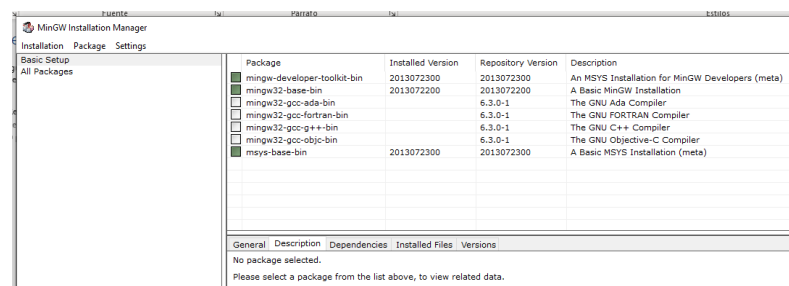 Fuente Párrafo Estilos
MinGW Installation Manager
Installation Package Settings
Basic Setup
All Packages
Package Installed Version Repository Version Description
mingw-developer-toolkit-bin 2013072300 2013072300 An MSYS Installation for MinGW Developers (meta)
mingw32-base-bin 2013072200 2013072200 A Basic MinGW Installation
mingw32-gcc-ada-bin 6.3.0-1 The GNU Ada Compiler
mingw32-gcc-fortran-bin 6.3.0-1 The GNU FORTRAN Compiler
mingw32-gcc-g++-bin 6.3.0-1 The GNU C++ Compiler
mingw32-gcc-objc-bin 6.3.0-1 The GNU Objective-C Compiler
msys-base-bin 2013072300 2013072300 A Basic MSYS Installation (meta)
General Description Dependencies Installed Files Versions
No package selected.
Please select a package from the list above, to view related data.